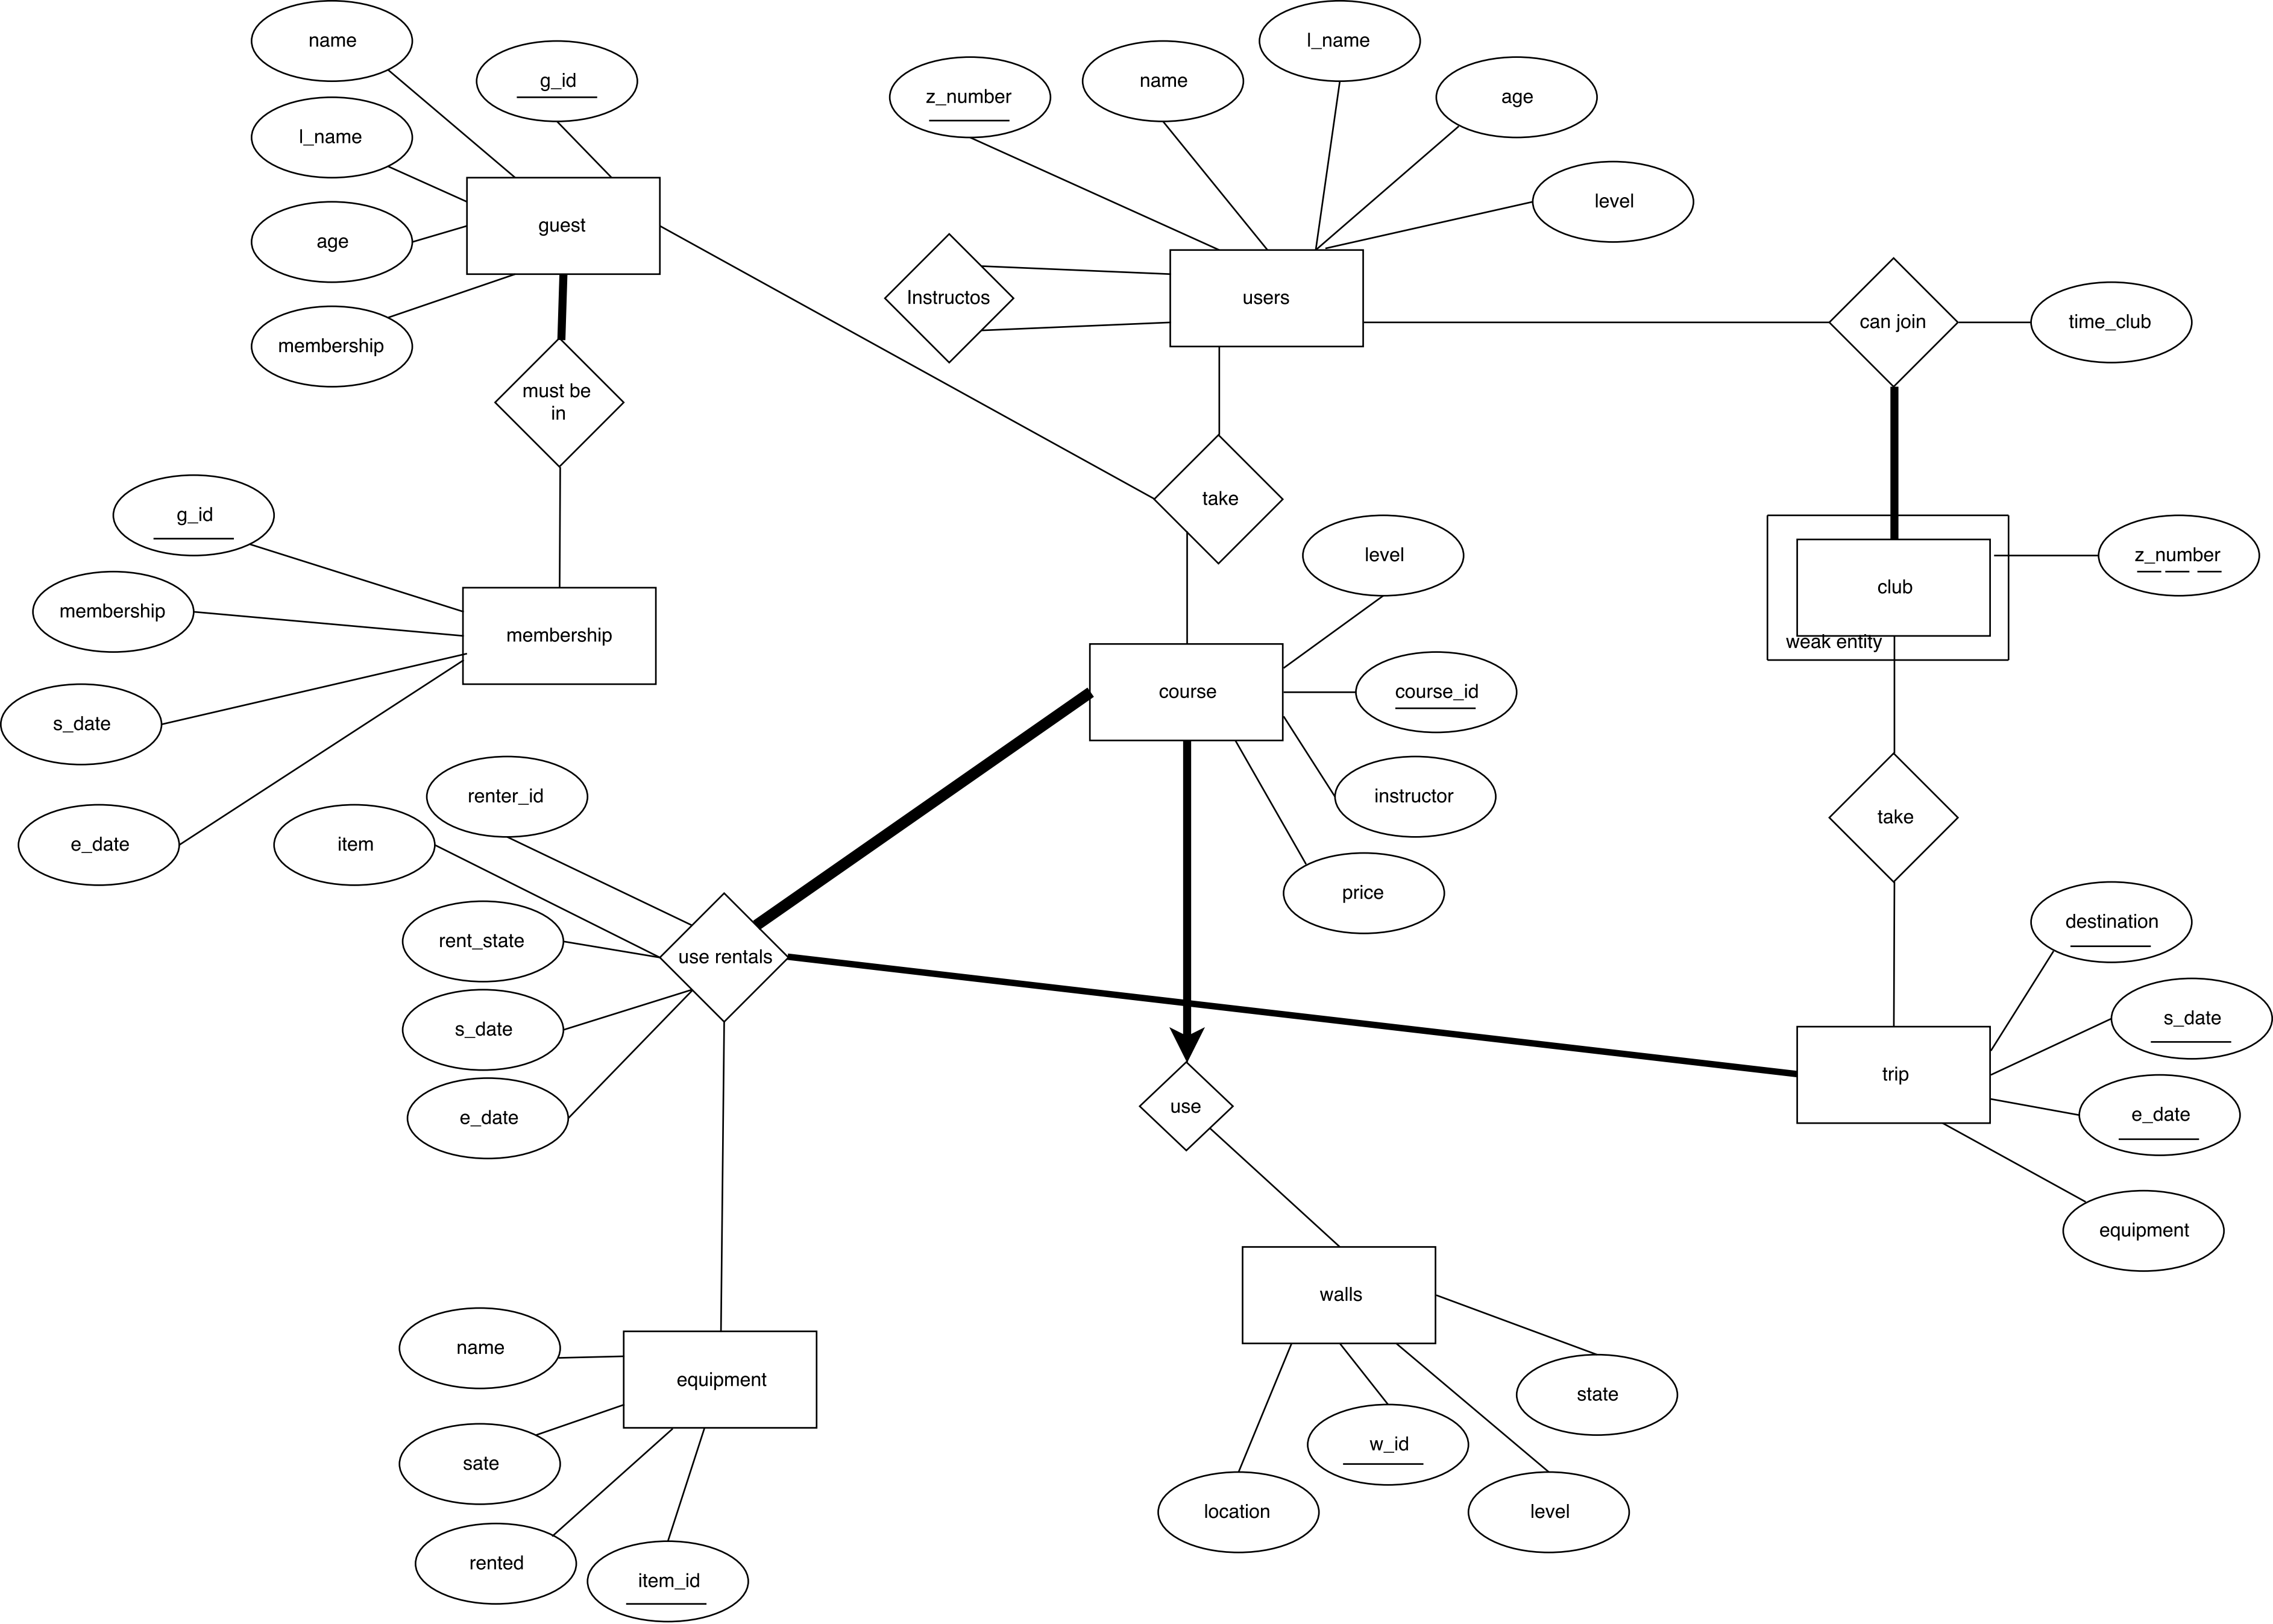 name
l_name
g_id
z_number
name
l_name
age
l_name
age
level
guest
membership
Instructos
users
can join
time_club
must be
in
g_id
take
level
z_number
membership
membership
club
weak entity
s_date
course
course_id
renter_id
instructor
e_date
item
take
price
rent_state
use rentals
destination
s_date
s_date
trip
e_date
use
e_date
equipment
walls
name
equipment
state
sate
w_id
location
level
rented
item_id